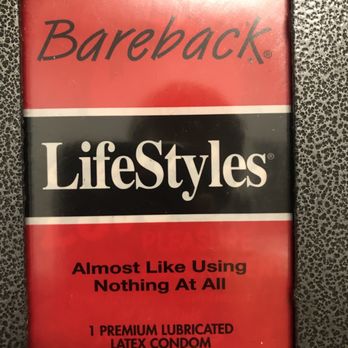 Bareback®
LifeStyles®
Almost Like Using
Nothing At All
1 PREMIUM LUBRICATED
LATEX CONDOM